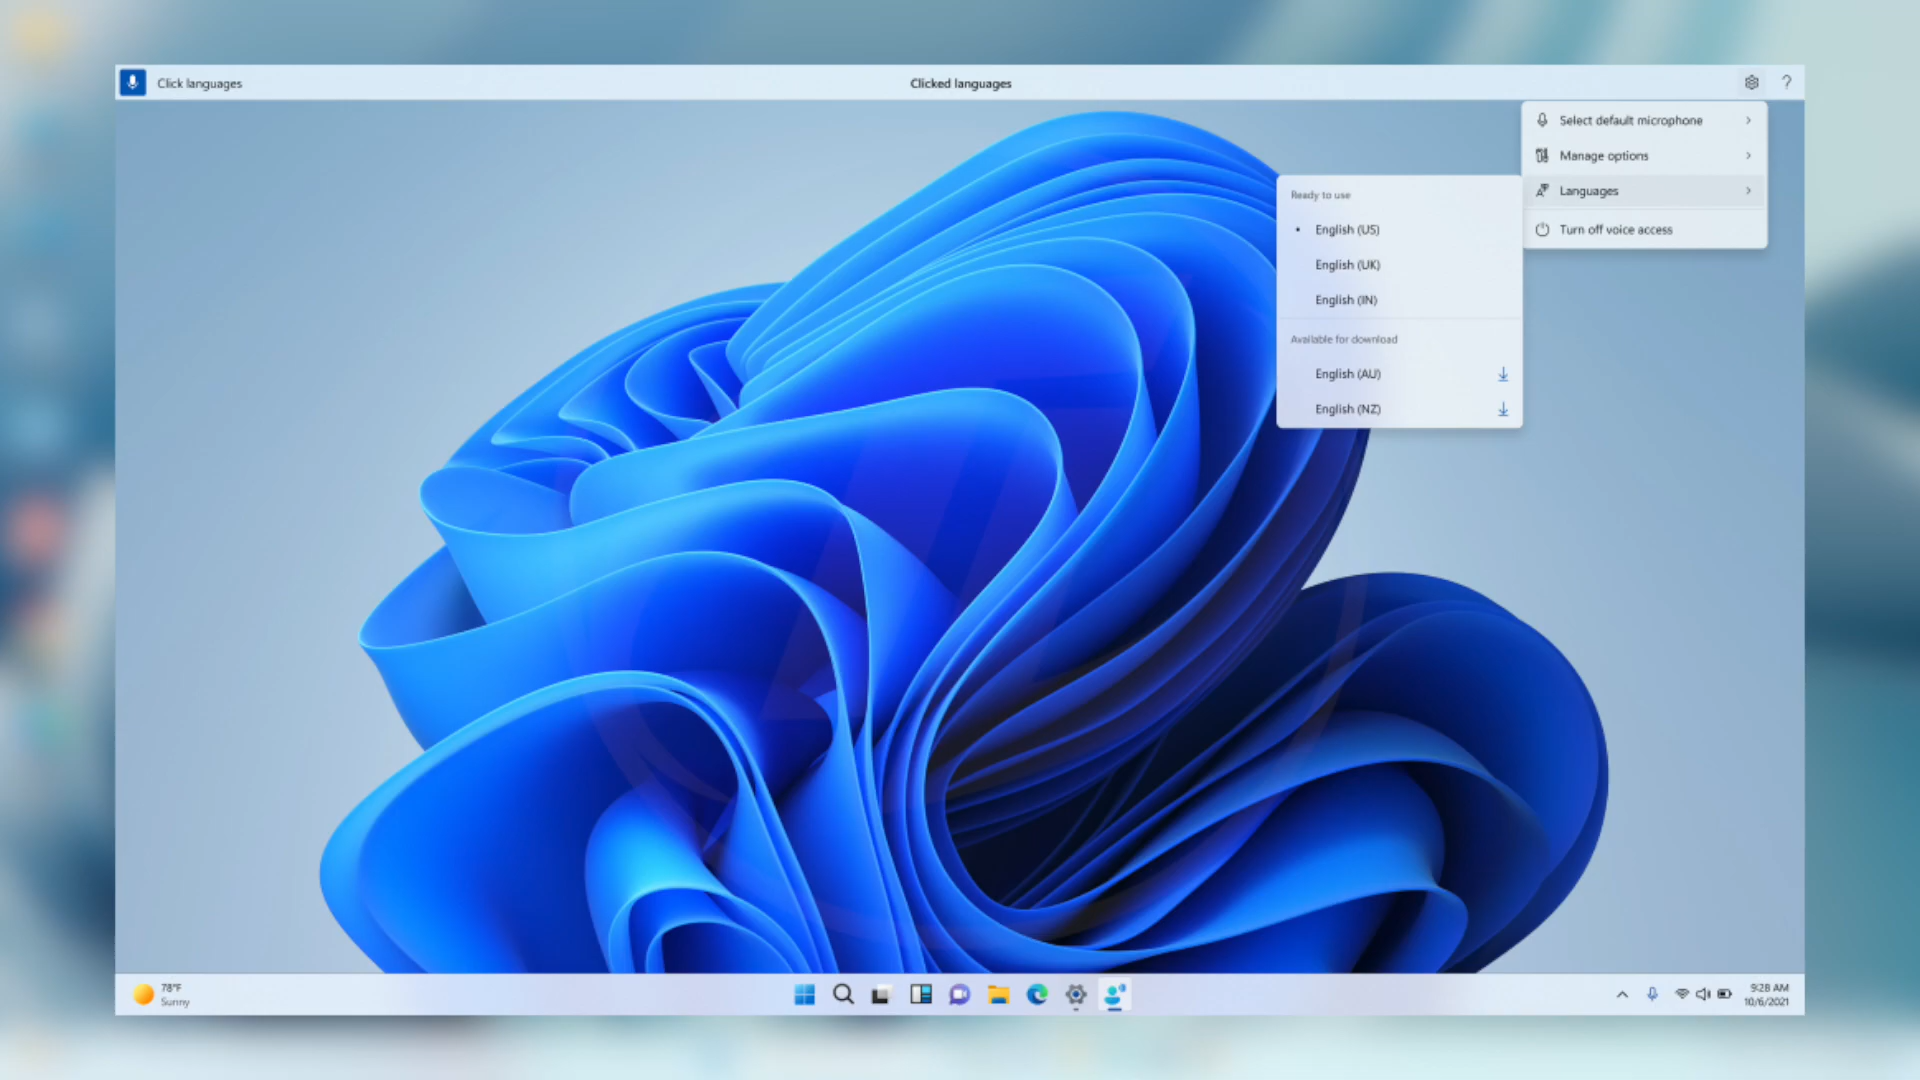 Click languages
Clicked languages
?
Select default microphone
Manage options
Languages
Turn off voice access
Ready to use
English (US)
English (UK)
English (IN)
Available for download
English (AU)
English (NZ)
78°F
Sunny
9:28 AM
10/6/2021